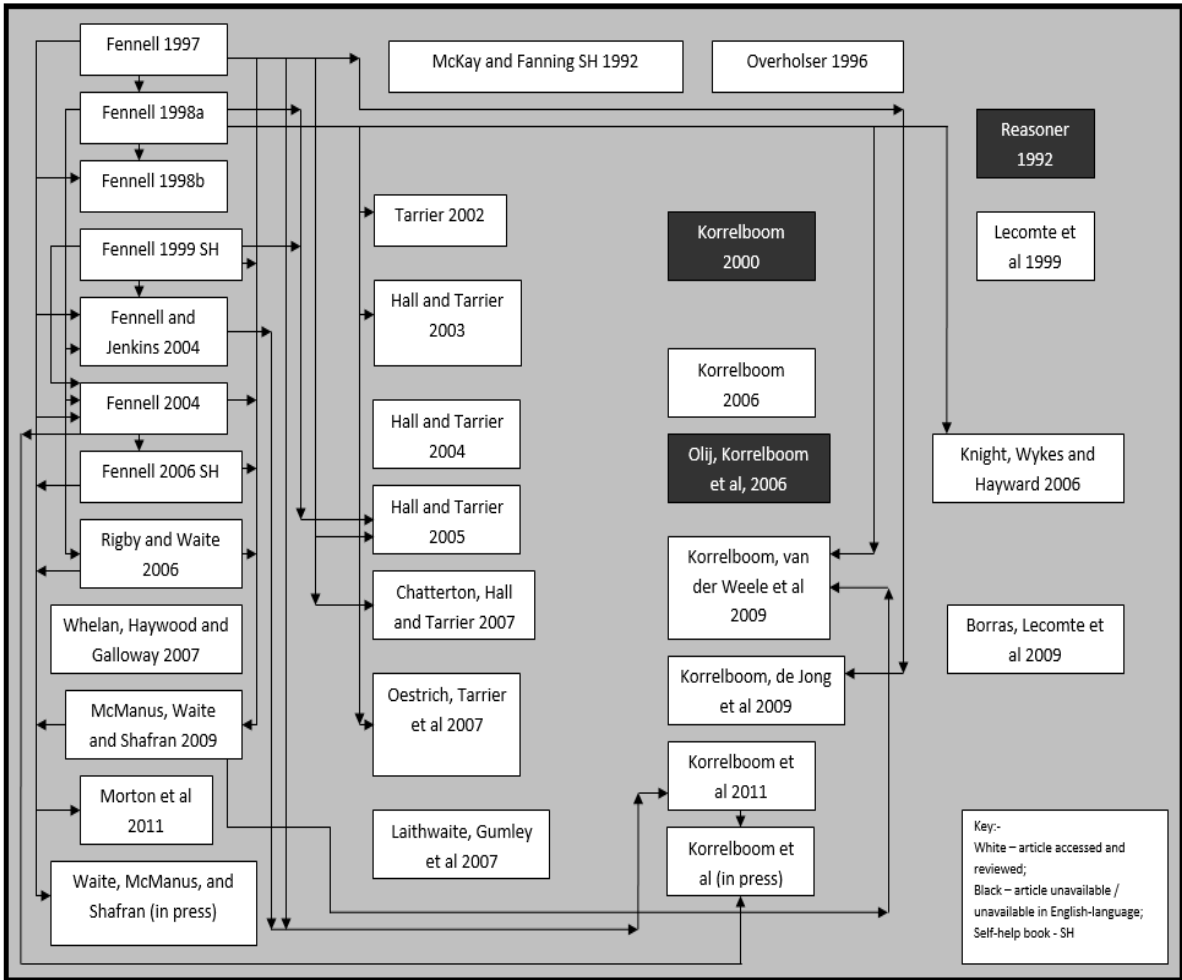 Fennell 1997
McKay and Fanning SH 1992
Overholser 1996
Fennell 1998a
Reasoner
1992
Fennell 1998b
Tarrier 2002
Korrelboom
2000
Lecomte et
al 1999
Fennell 1999 SH
Fennell and
Jenkins 2004
Hall and Tarrier
2003
Korrelboom
2006
Fennell 2004
Hall and Tarrier
2004
Olij, Korrelboom
et al, 2006
Knight, Wykes and
Hayward 2006
Fennell 2006 SH
Hall and Tarrier
2005
Rigby and Waite
2006
Korrelboom, van
der Weele et al
2009
Chatterton, Hall
and Tarrier 2007
Whelan, Haywood and
Galloway 2007
Borras, Lecomte et
al 2009
Oestrich, Tarrier
et al 2007
Korrelboom, de Jong
et al 2009
McManus, Waite
and Shafran 2009
Korrelboom et
al 2011
Morton et al
2011
Laithwaite, Gumley
et al 2007
Korrelboom et
al (in press)
Waite, McManus, and
Shafran (in press)
Key:-
White – article accessed and
reviewed;
Black – article unavailable /
unavailable in English-language;
Self-help book - SH